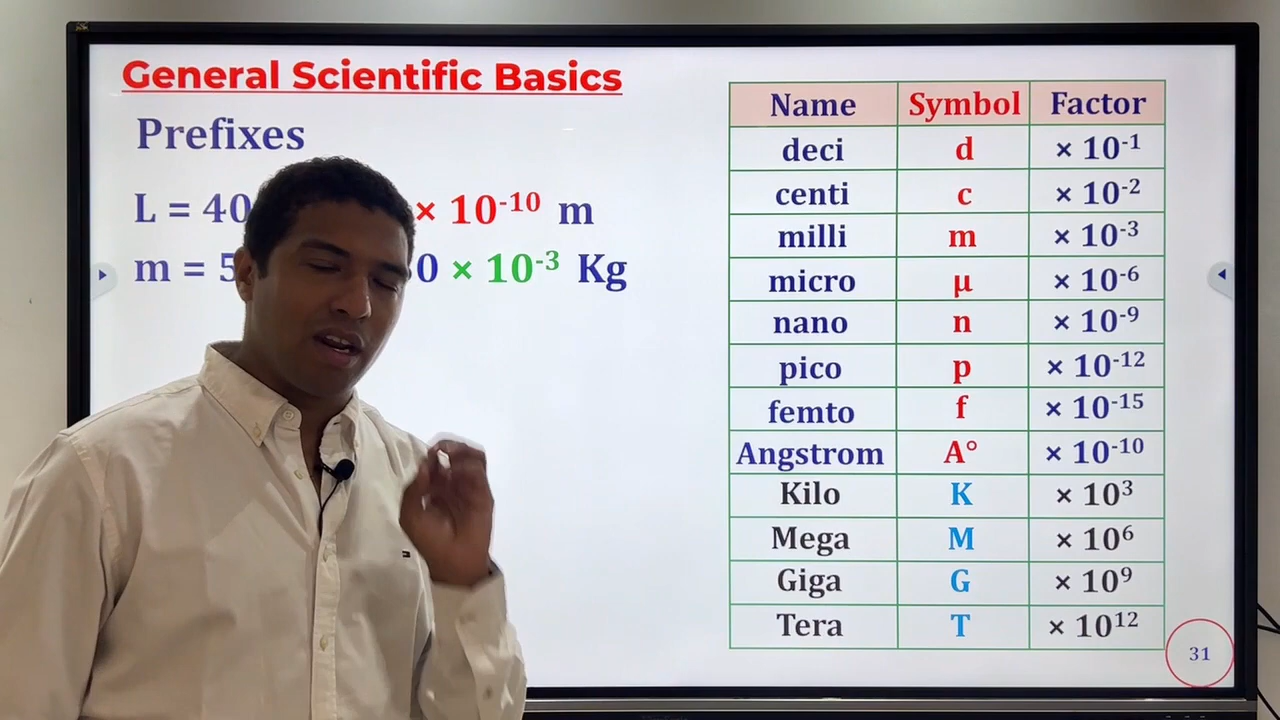 General Scientific Basics
Prefixes
L = 40 × 10⁻¹⁰ m
m = 5 0 × 10⁻³ Kg
Name Symbol Factor
deci d × 10⁻¹
centi c × 10⁻²
milli m × 10⁻³
micro μ × 10⁻⁶
nano n × 10⁻⁹
pico p × 10⁻¹²
femto f × 10⁻¹⁵
Angstrom A° × 10⁻¹⁰
Kilo K × 10³
Mega M × 10⁶
Giga G × 10⁹
Tera T × 10¹²
31